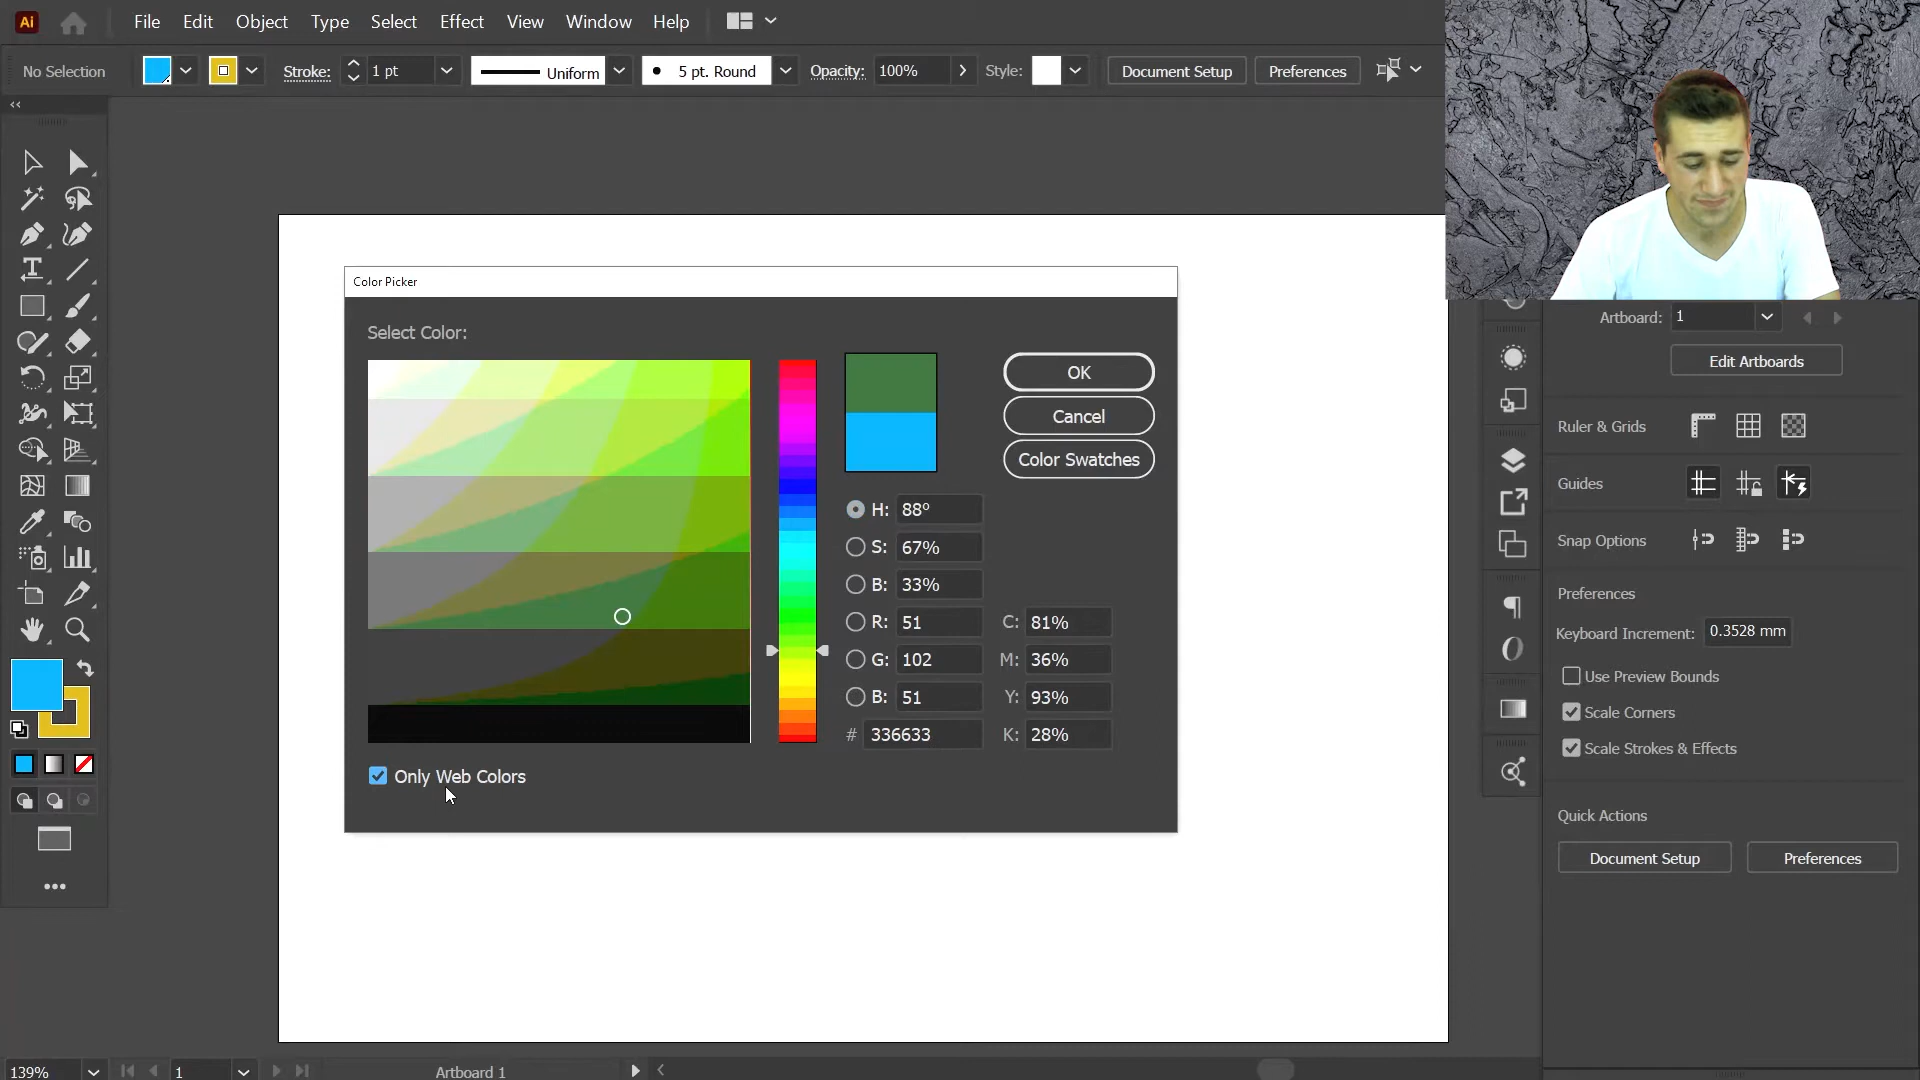 Ai File Edit Object Type Select Effect View Window Help
No Selection Stroke: 1 pt Uniform 5 pt. Round Opacity: 100% Style: Document Setup Preferences
Color Picker
Select Color:
OK
Cancel
Color Swatches
H: 88°
S: 67%
B: 33%
R: 51 C: 81%
G: 102 M: 36%
B: 51 Y: 93%
# 336633 K: 28%
Only Web Colors
Artboard: 1
Edit Artboards
Ruler & Grids
Guides
Snap Options
Preferences
Keyboard Increment: 0.3528 mm
Use Preview Bounds
Scale Corners
Scale Strokes & Effects
Quick Actions
Document Setup Preferences
139% 1 Artboard 1